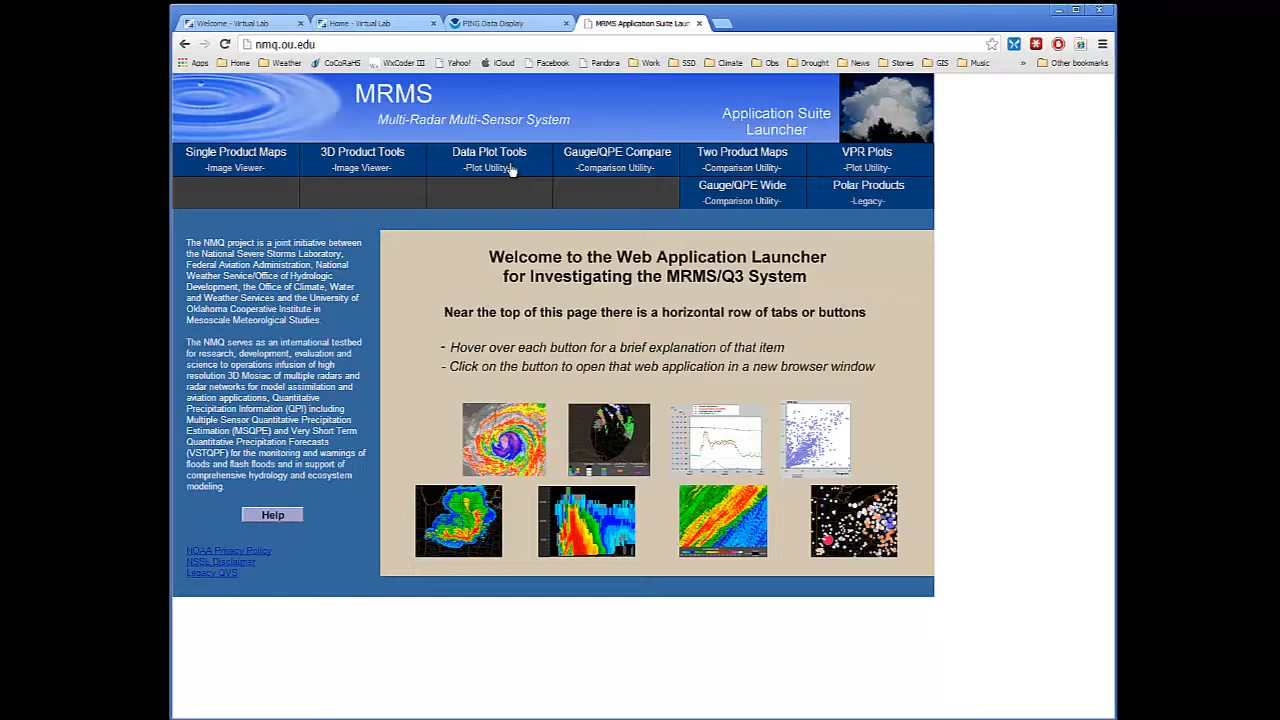 Welcome - Virtual Lab
Home - Virtual Lab
PING Data Display
MRMS Application Suite Laun
nmq.ou.edu
Apps
Home
Weather
CoCoRaHS
WxCoder III
Yahoo!
iCloud
Facebook
Pandora
Work
SSD
Climate
Obs
Drought
News
Stores
GIS
Music
»
Other bookmarks
MRMS
Multi-Radar Multi-Sensor System
Application Suite
Launcher
Single Product Maps
-Image Viewer-
3D Product Tools
-Image Viewer-
Data Plot Tools
-Plot Utility-
Gauge/QPE Compare
-Comparison Utility-
Two Product Maps
-Comparison Utility-
VPR Plots
-Plot Utility-
Gauge/QPE Wide
-Comparison Utility-
Polar Products
-Legacy-
The NMQ project is a joint initiative between
the National Severe Storms Laboratory,
Federal Aviation Administration, National
Weather Service/Office of Hydrologic
Development, the Office of Climate, Water
and Weather Services and the University of
Oklahoma Cooperative Institute in
Mesoscale Meteorolgical Studies.
The NMQ serves as an international testbed
for research, development, evaluation and
science to operations infusion of high
resolution 3D Mosiac of multiple radars and
radar networks for model assimilation and
aviation applications, Quantitative
Precipitation Information (QPI) including
Multiple Sensor Quantitative Precipitation
Estimation (MSQPE) and Very Short Term
Quantitative Precipitation Forecasts
(VSTQPF) for the monitoring and warnings of
floods and flash floods and in support of
comprehensive hydrology and ecosystem
modeling.
Help
NOAA Privacy Policy
NSSL Disclaimer
Legacy QVS
Welcome to the Web Application Launcher
for Investigating the MRMS/Q3 System
Near the top of this page there is a horizontal row of tabs or buttons
- Hover over each button for a brief explanation of that item
- Click on the button to open that web application in a new browser window